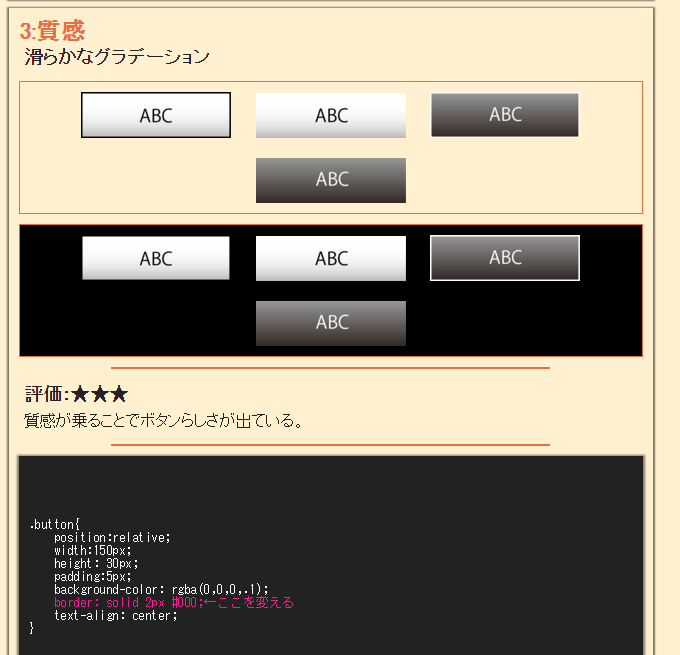 3:質感
滑らかなグラデーション
ABC ABC ABC
ABC
ABC ABC ABC
ABC
評価:★★★
質感が乗ることでボタンらしさが出ている。
.button{
position:relative;
width:150px;
height: 30px;
padding:5px;
background-color: rgba(0,0,0,.1);
border: solid 2px #000;←ここを変える
text-align: center;
}